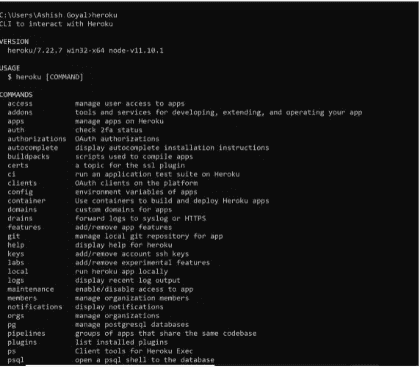 C:\Users\Ashish Goyal>heroku
CLI to interact with Heroku
VERSION
heroku/7.22.7 win32-x64 node-v11.10.1
USAGE
$ heroku [COMMAND]
COMMANDS
access manage user access to apps
addons tools and services for developing, extending, and operating your app
apps manage apps on Heroku
auth check 2fa status
authorizations OAuth authorizations
autocomplete display autocomplete installation instructions
buildpacks scripts used to compile apps
certs a topic for the ssl plugin
ci run an application test suite on Heroku
clients OAuth clients on the platform
config environment variables of apps
container Use containers to build and deploy Heroku apps
domains custom domains for apps
drains forward logs to syslog or HTTPS
features add/remove app features
git manage local git repository for app
help display help for heroku
keys add/remove account ssh keys
labs add/remove experimental features
local run heroku app locally
logs display recent log output
maintenance enable/disable access to app
members manage organization members
notifications display notifications
orgs manage organizations
pg manage postgresql databases
pipelines groups of apps that share the same codebase
plugins list installed plugins
ps Client tools for Heroku Exec
psql open a psql shell to the database